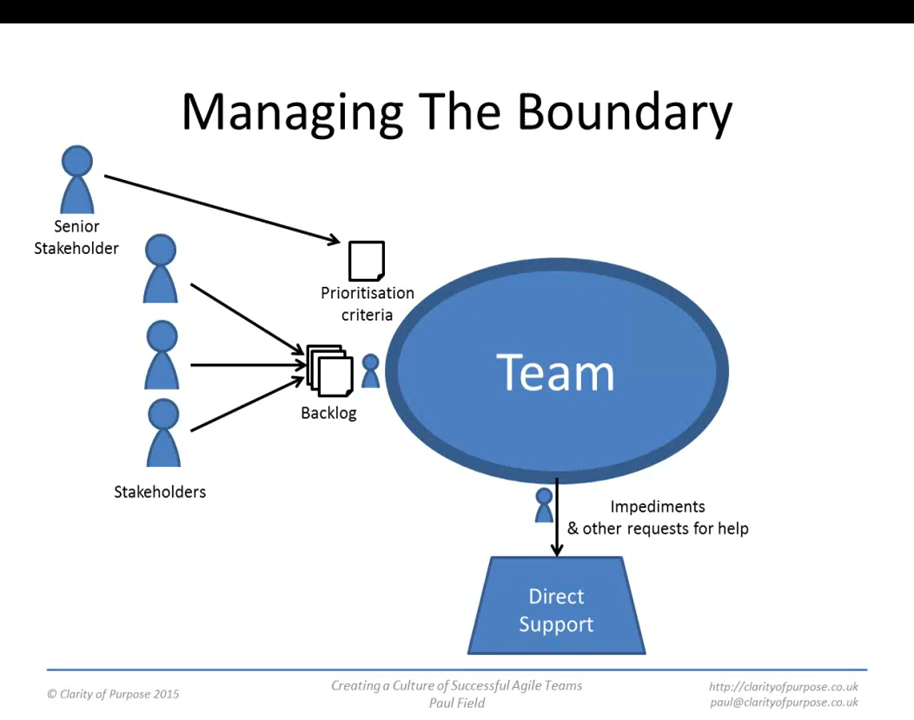 Managing The Boundary
Senior
Stakeholder
Prioritisation
criteria
Team
Backlog
Stakeholders
Impediments
& other requests for help
Direct
Support
© Clarity of Purpose 2015
Creating a Culture of Successful Agile Teams
Paul Field
http://clarityofpurpose.co.uk
paul@clarityofpurpose.co.uk